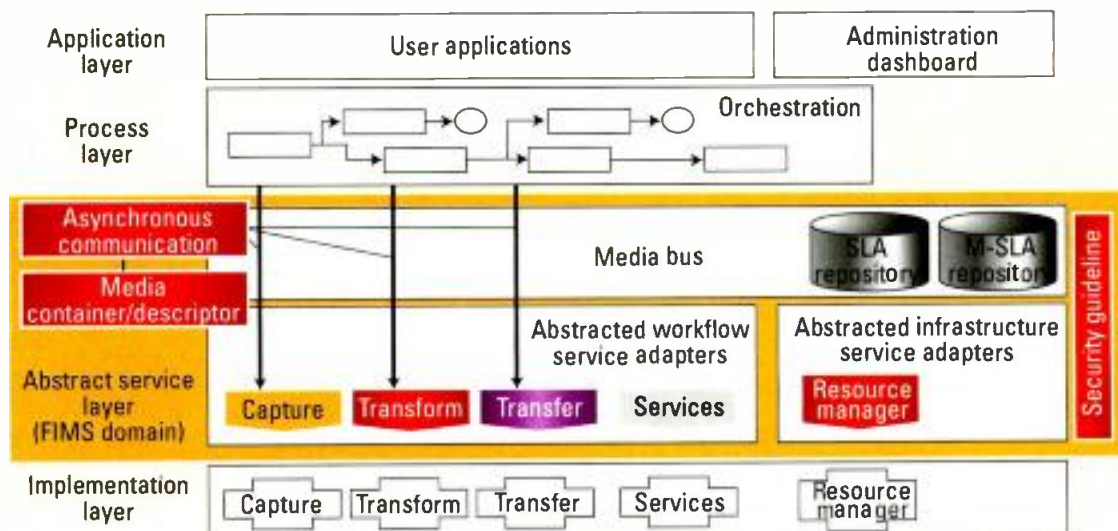 Application
layer
User applications
Administration
dashboard
Process
layer
Orchestration
Asynchronous
communication
Media bus
SLA
repository
M-SLA
repository
Media
container/descriptor
Security guideline
Abstracted workflow
service adapters
Abstracted infrastructure
service adapters
Abstract service
layer
(FIMS domain)
Capture
Transform
Transfer
Services
Resource
manager
Implementation
layer
Capture
Transform
Transfer
Services
Resource
manager